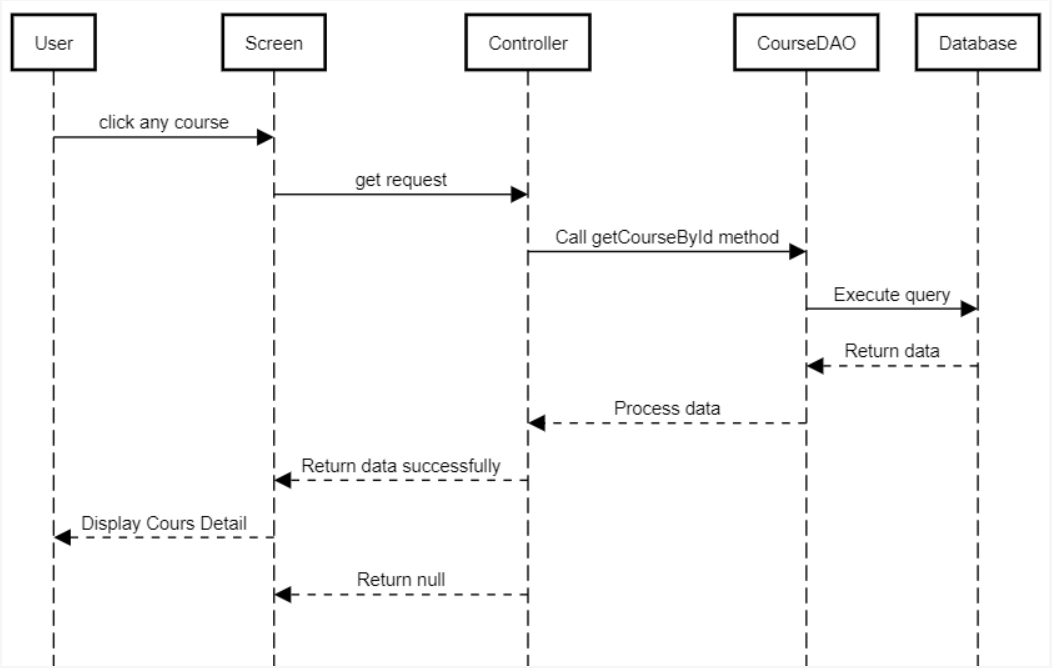 User
Screen
Controller
CourseDAO
Database
click any course
get request
Call getCourseById method
Execute query
Return data
Process data
Return data successfully
Display Cours Detail
Return null